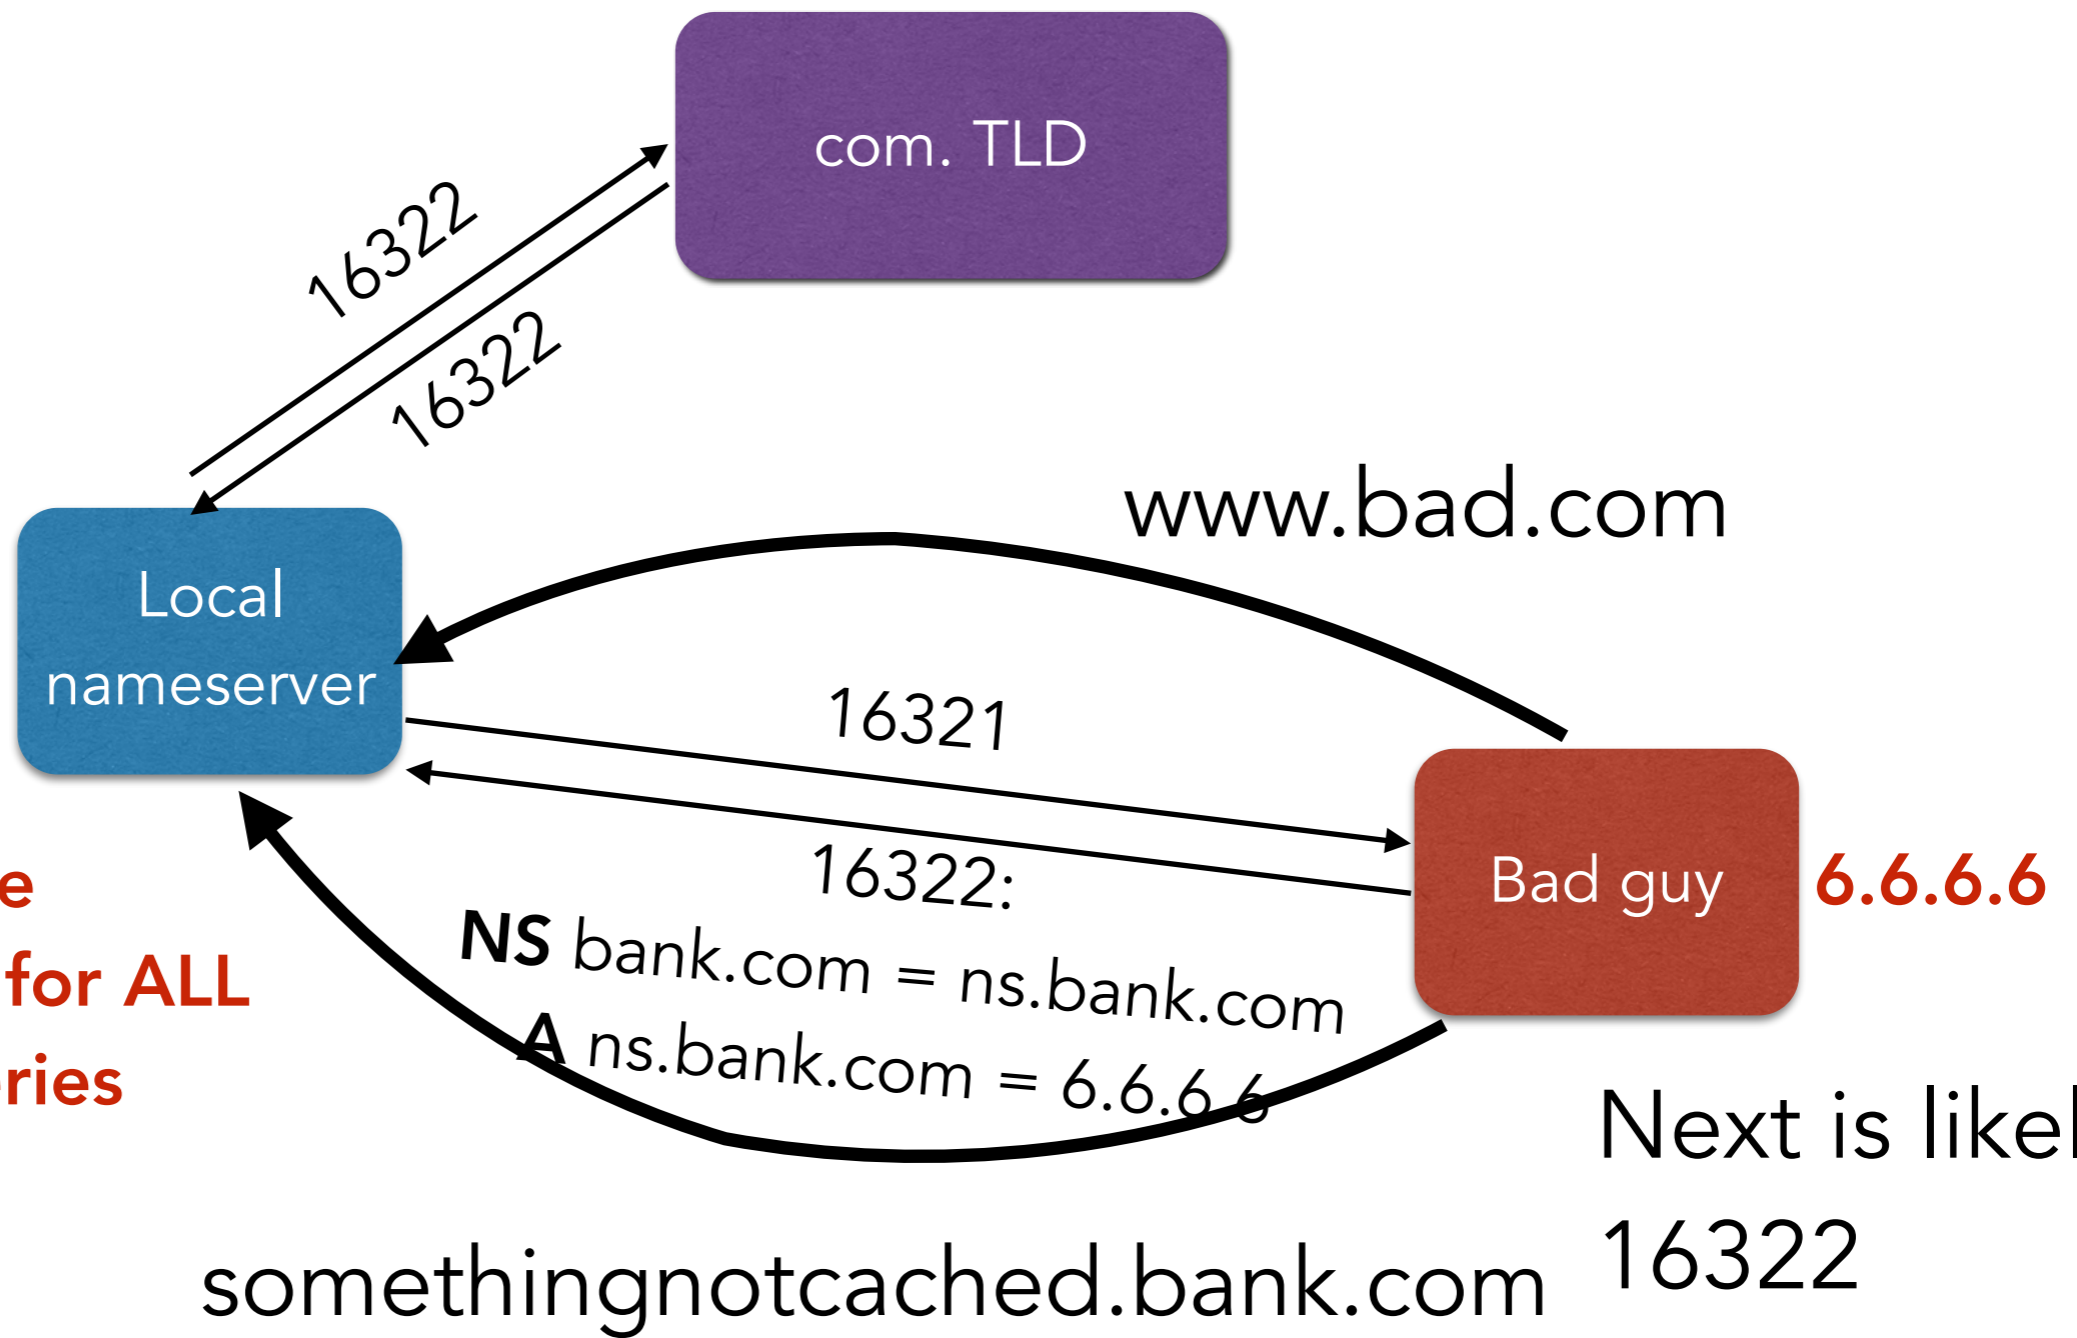 com. TLD
16322
16322
www.bad.com
Local
nameserver
16321
16322:
NS bank.com = ns.bank.com
A ns.bank.com = 6.6.6.6
Bad guy
6.6.6.6
for ALL
Next is
16322
somethingnotcached.bank.com